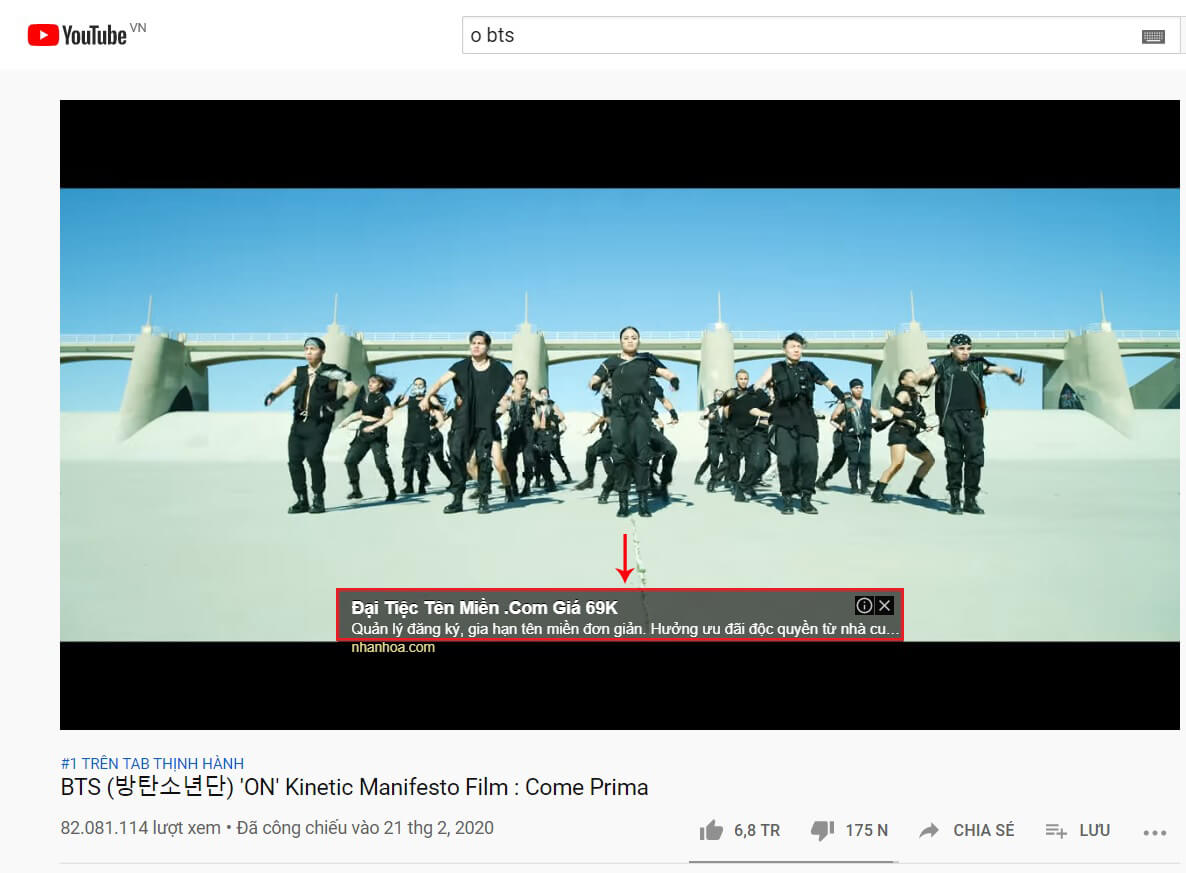 YouTube VN
o bts
Đại Tiệc Tên Miền .Com Giá 69K
Quản lý đăng ký, gia hạn tên miền đơn giản. Hưởng ưu đãi độc quyền từ nhà cu...
nhanhoa.com
#1 TRÊN TAB THỊNH HÀNH
BTS (방탄소년단) 'ON' Kinetic Manifesto Film : Come Prima
82.081.114 lượt xem • Đã công chiếu vào 21 thg 2, 2020
6,8 TR 175 N CHIA SẺ LƯU